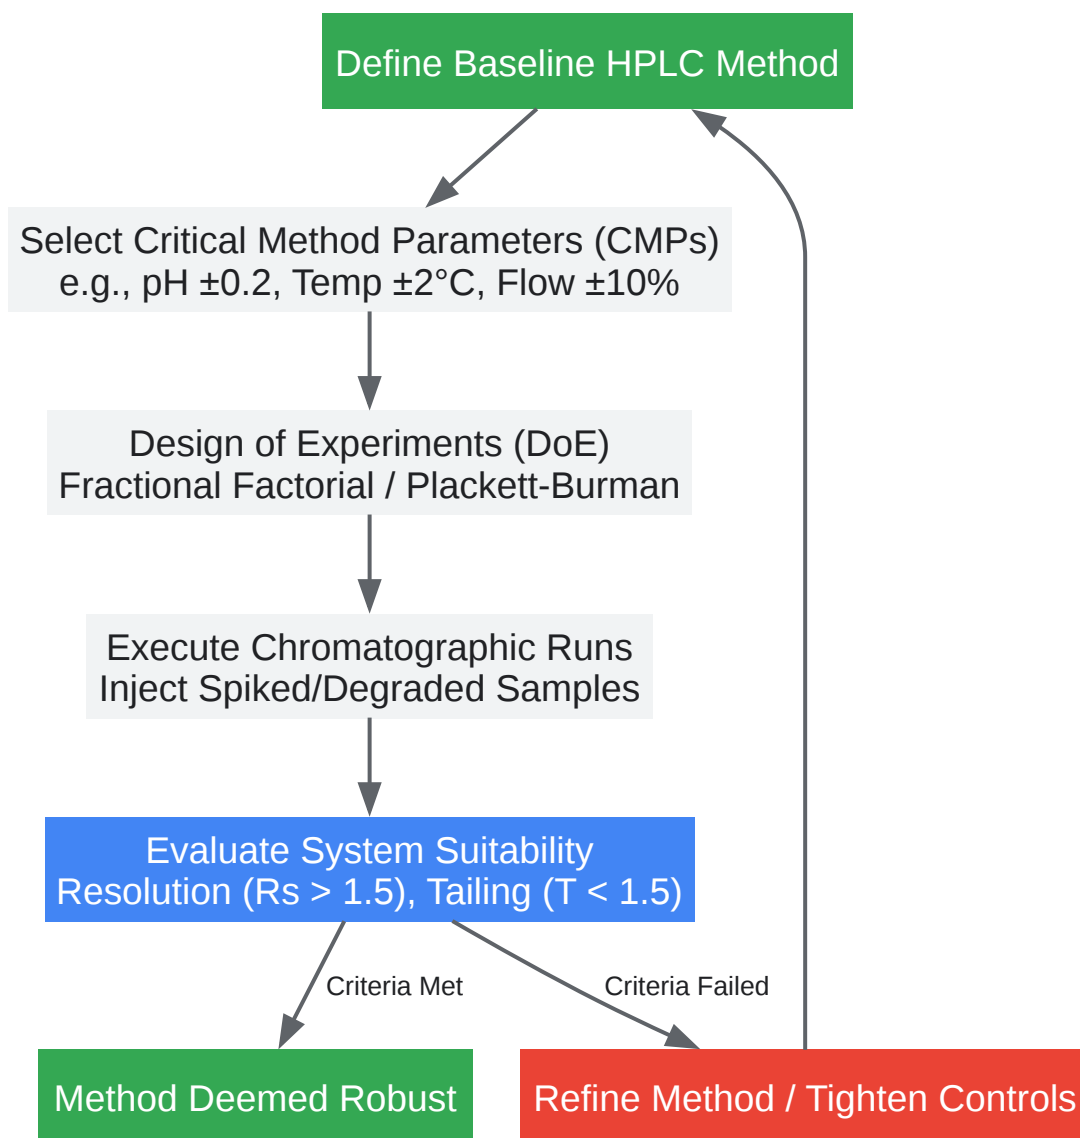 Define Baseline HPLC Method
Select Critical Method Parameters (CMPs)
e.g., pH ±0.2, Temp ±2°C, Flow ±10%
Design of Experiments (DoE)
Fractional Factorial / Plackett-Burman
Execute Chromatographic Runs
Inject Spiked/Degraded Samples
Evaluate System Suitability
Resolution (Rs > 1.5), Tailing (T < 1.5)
Criteria Met
Criteria Failed
Method Deemed Robust
Refine Method / Tighten Controls